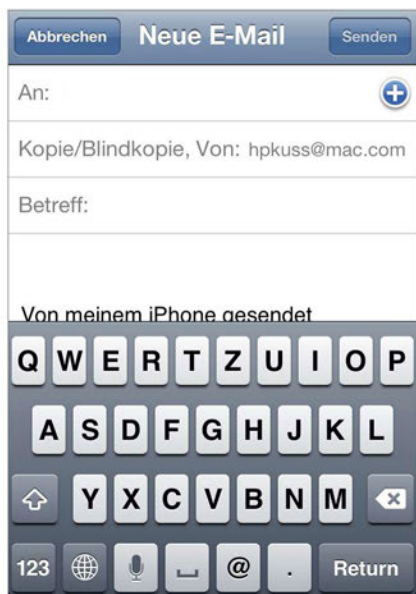 Abbrechen Neue E-Mail Senden
An:
Kopie/Blindkopie, Von: hpkuss@mac.com
Betreff:
Von meinem iPhone gesendet
Q W E R T Z U I O P
A S D F G H J K L
Y X C V B N M
123 @ . Return